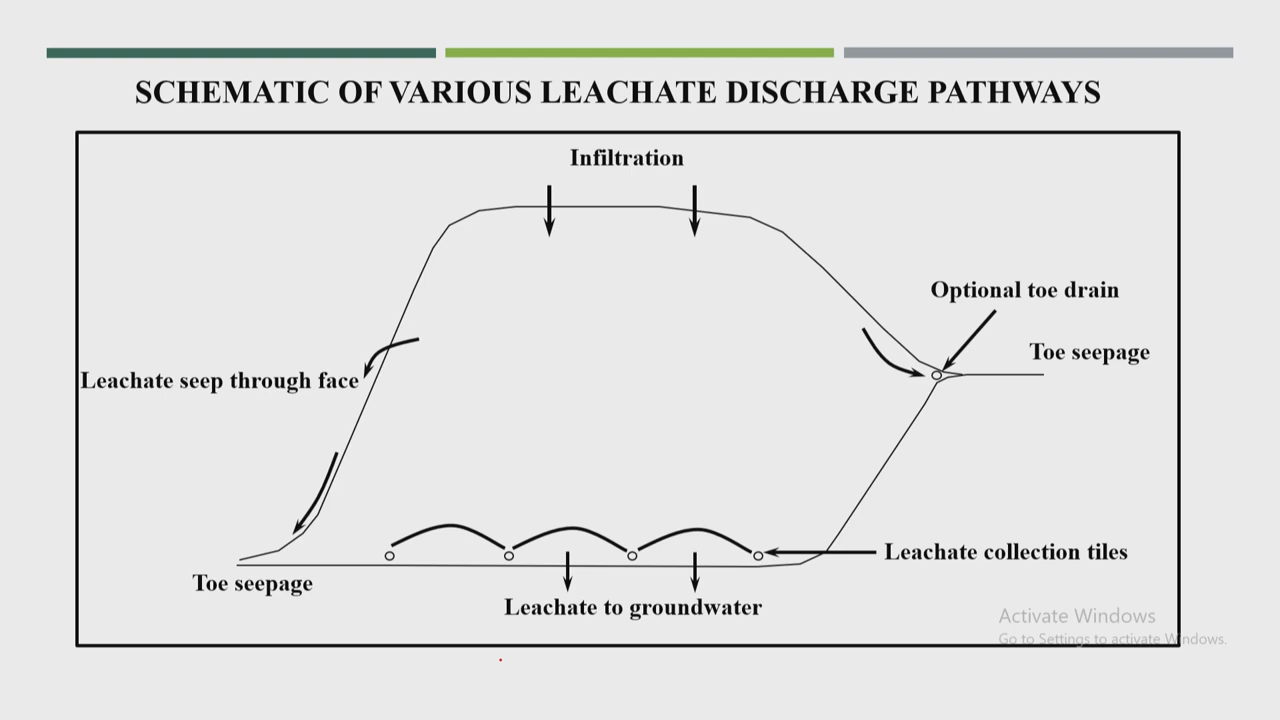 SCHEMATIC OF VARIOUS LEACHATE DISCHARGE PATHWAYS
Infiltration
Optional toe drain
Toe seepage
Leachate seep through face
Leachate collection tiles
Toe seepage
Leachate to groundwater
Activate Windows
Go to Settings to activate Windows.